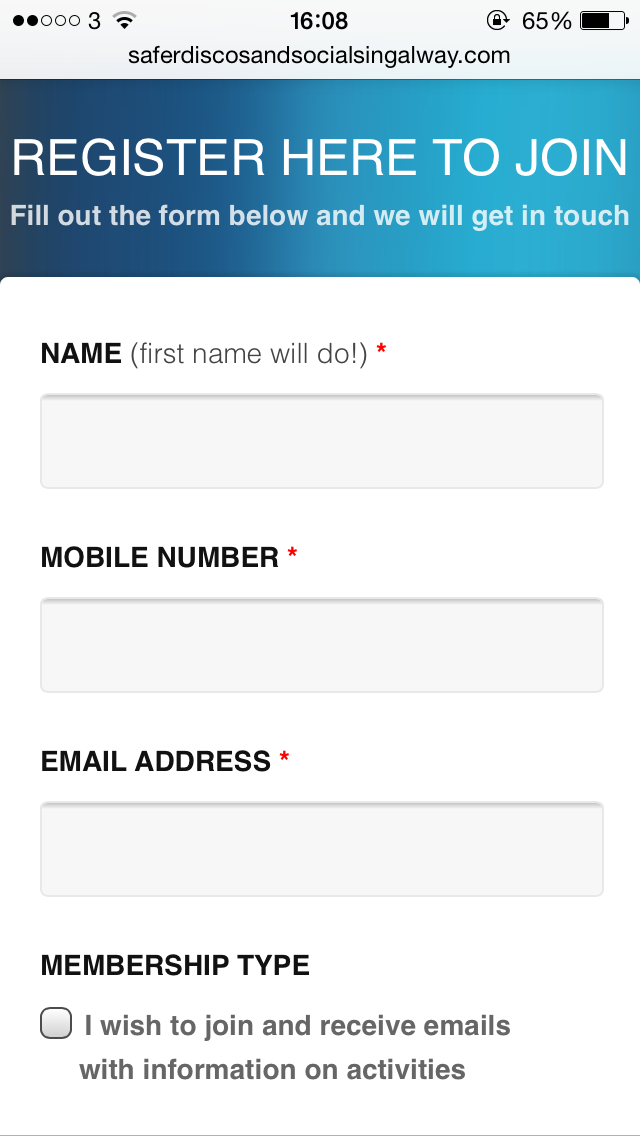 3 16:08 65%
saferdiscosandsocialsingalway.com
REGISTER HERE TO JOIN
Fill out the form below and we will get in touch
NAME (first name will do!) *
MOBILE NUMBER *
EMAIL ADDRESS *
MEMBERSHIP TYPE
I wish to join and receive emails
with information on activities